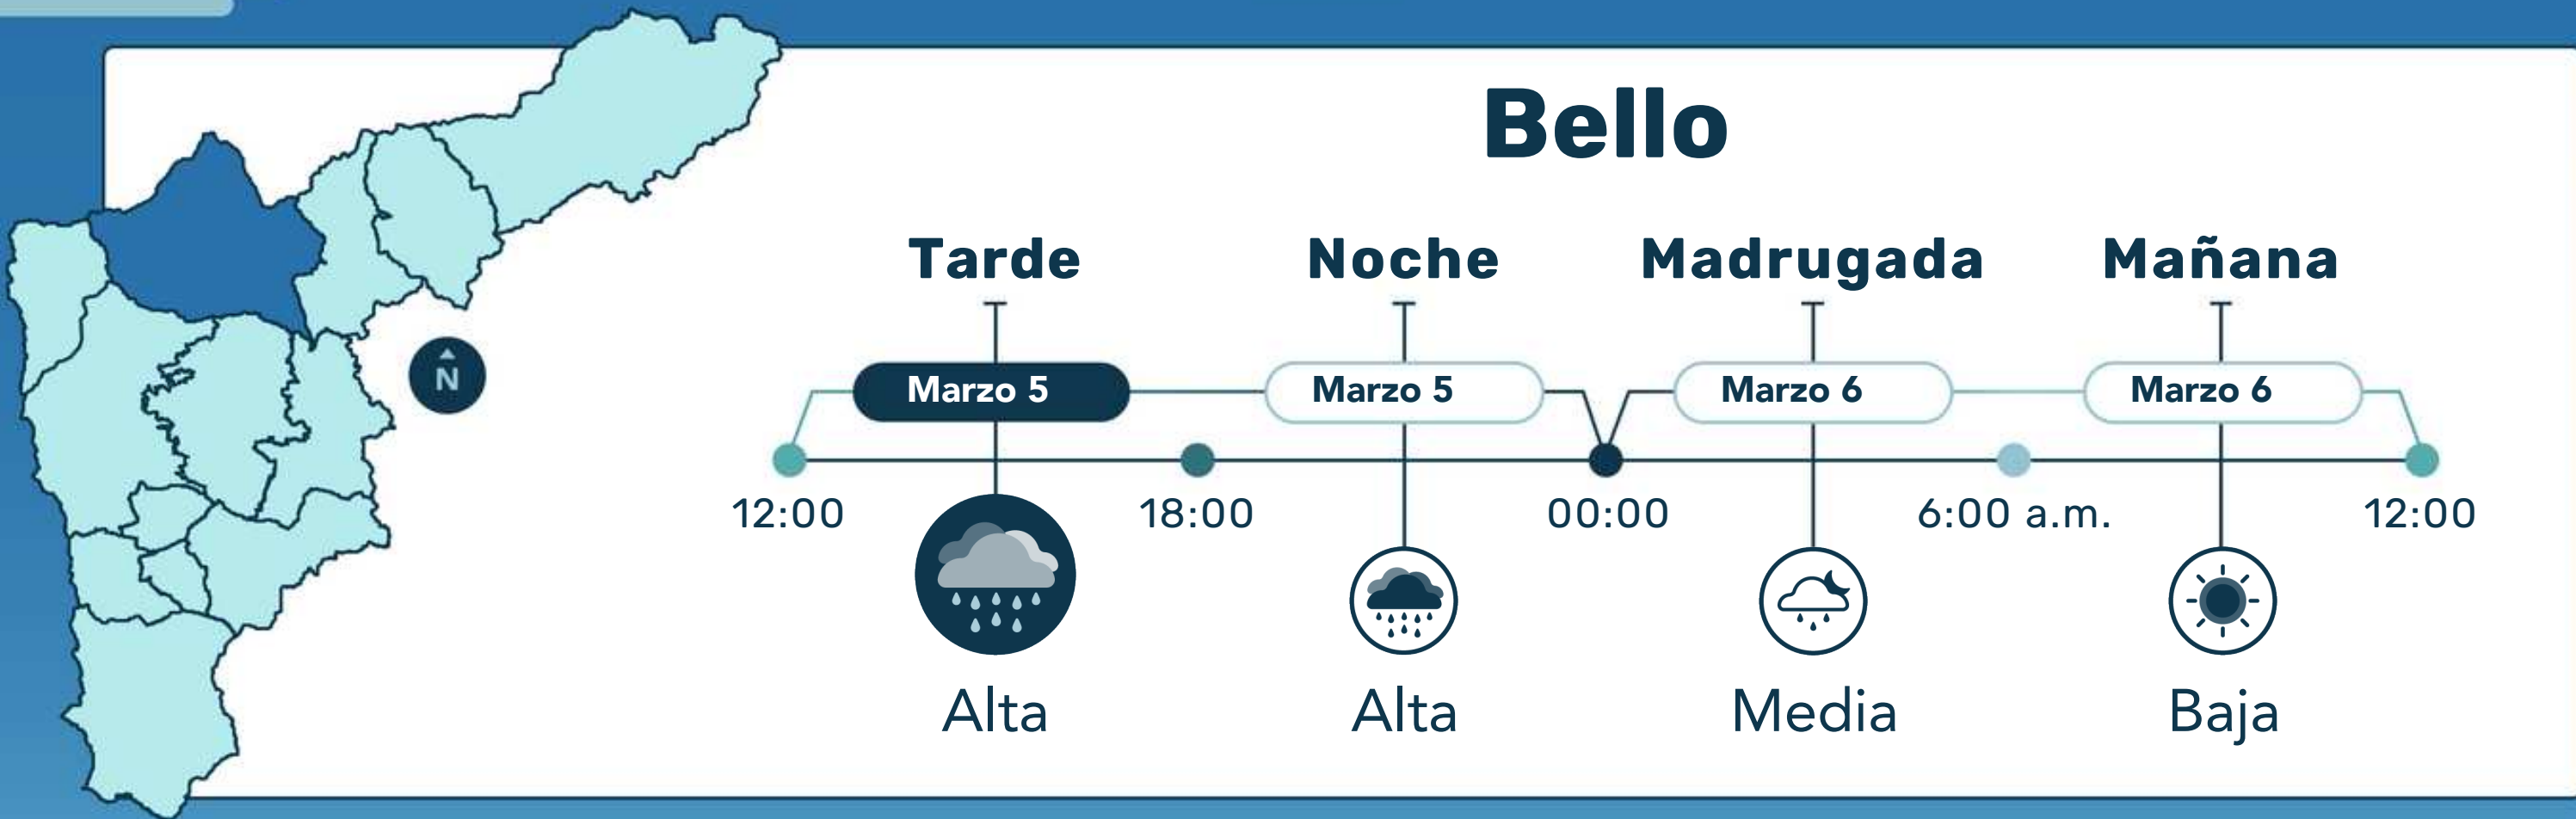 Bello
Tarde Noche Madrugada Mañana
Marzo 5 Marzo 5 Marzo 6 Marzo 6
N
12:00 18:00 00:00 6:00 a.m. 12:00
Alta Alta Media Baja